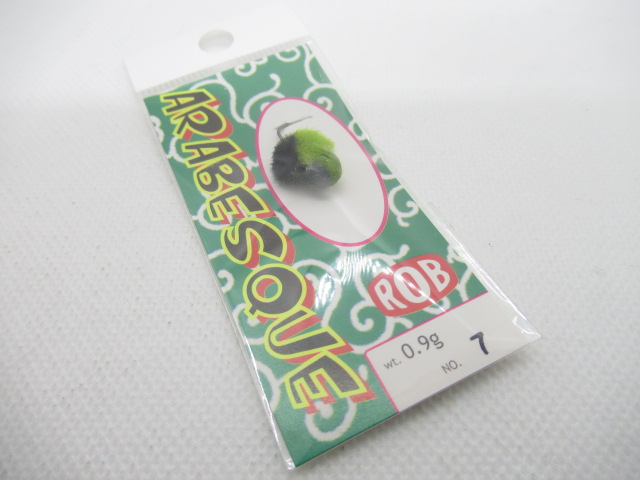 ARABESQUE
ROB
wt. 0.9g
NO. 7